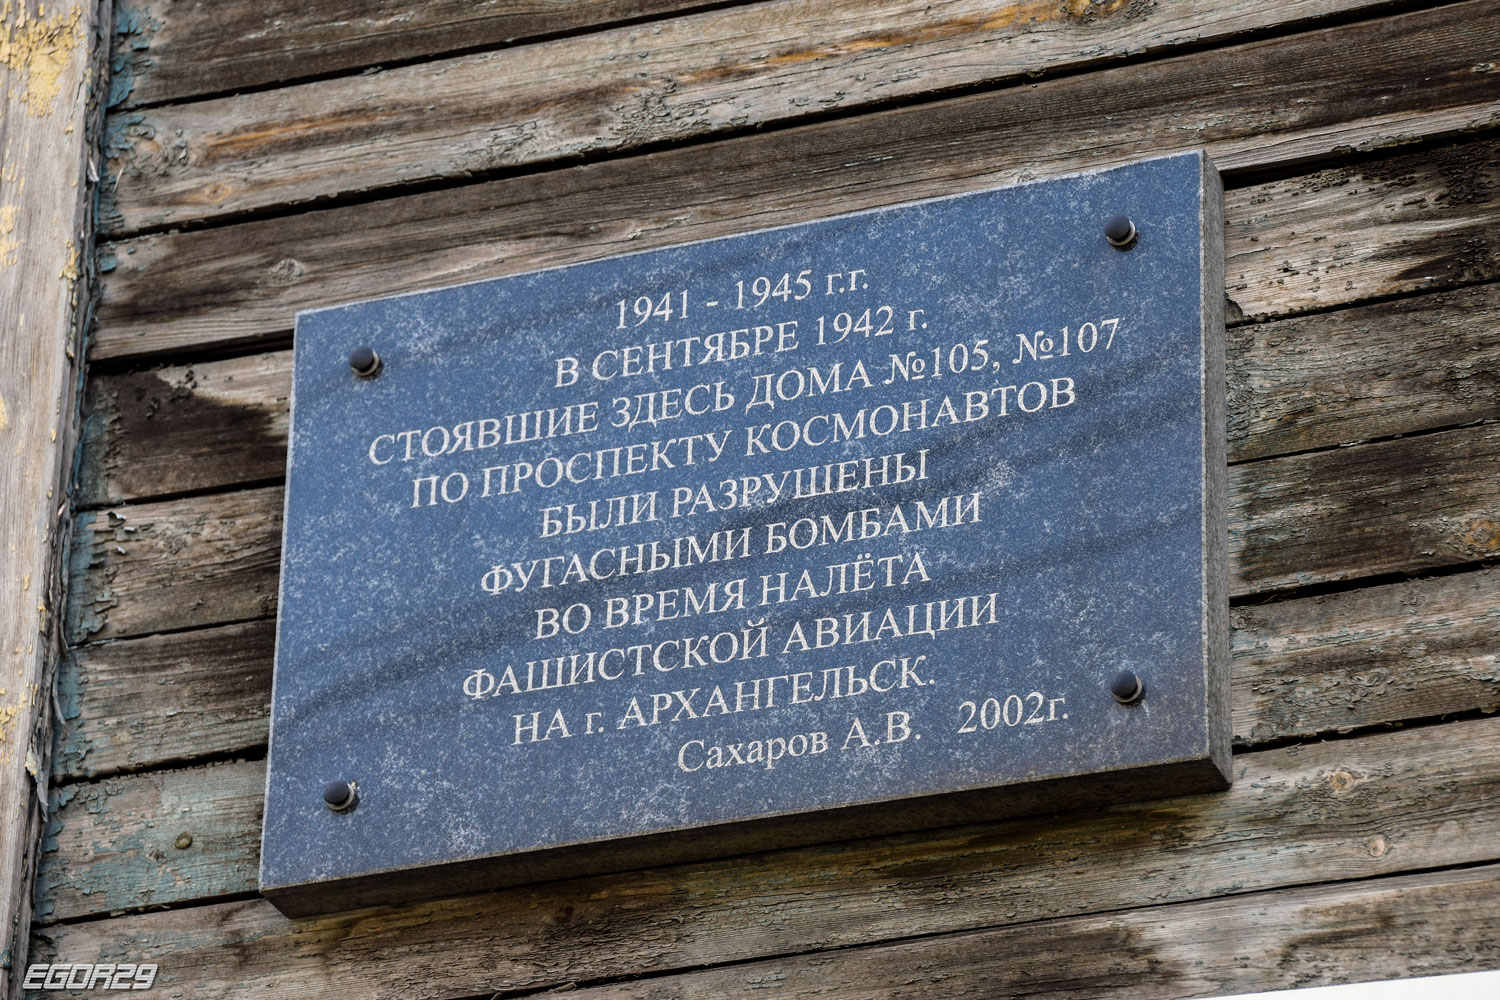 1941 - 1945 г.г.
В СЕНТЯБРЕ 1942 г.
СТОЯВШИЕ ЗДЕСЬ ДОМА №105, №107
ПО ПРОСПЕКТУ КОСМОНАВТОВ
БЫЛИ РАЗРУШЕНЫ
ФУГАСНЫМИ БОМБАМИ
ВО ВРЕМЯ НАЛЁТА
ФАШИСТСКОЙ АВИАЦИИ
НА г. АРХАНГЕЛЬСК.
Сахаров А.В. 2002г.
EGOR29